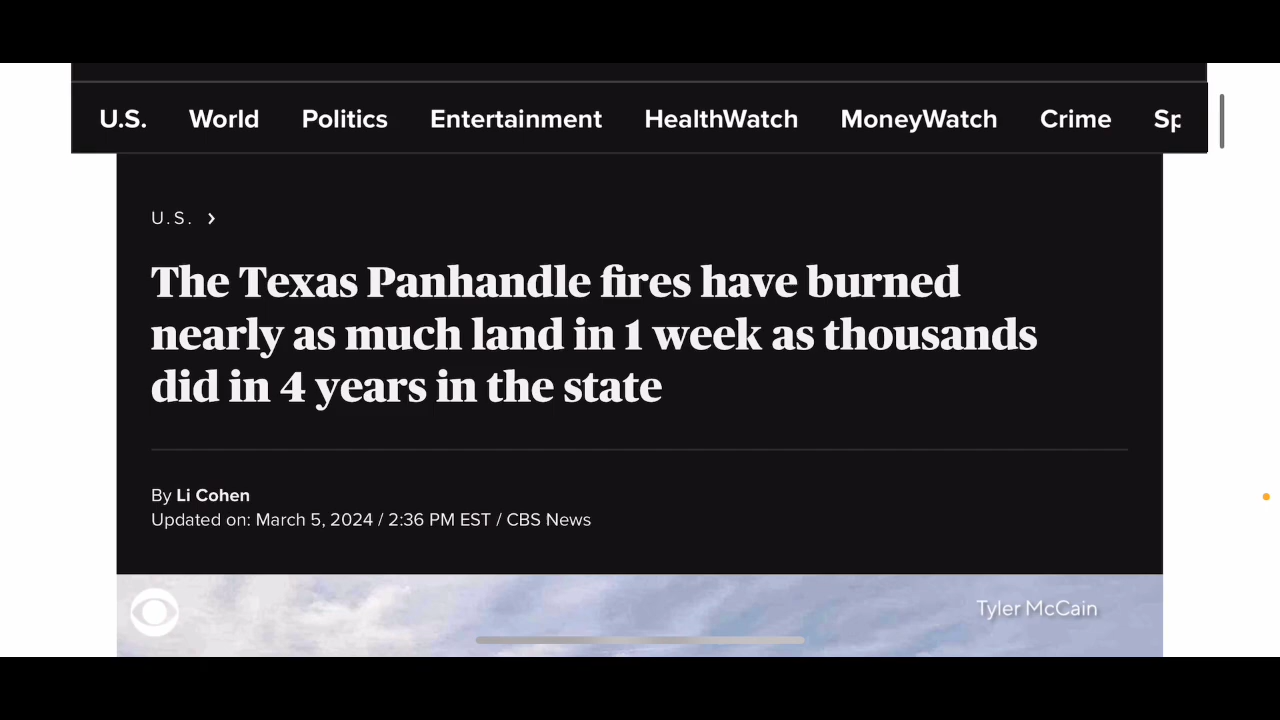 U.S. World Politics Entertainment HealthWatch MoneyWatch Crime Sp
U.S. ›
The Texas Panhandle fires have burned
nearly as much land in 1 week as thousands
did in 4 years in the state
By Li Cohen
Updated on: March 5, 2024 / 2:36 PM EST / CBS News
Tyler McCain